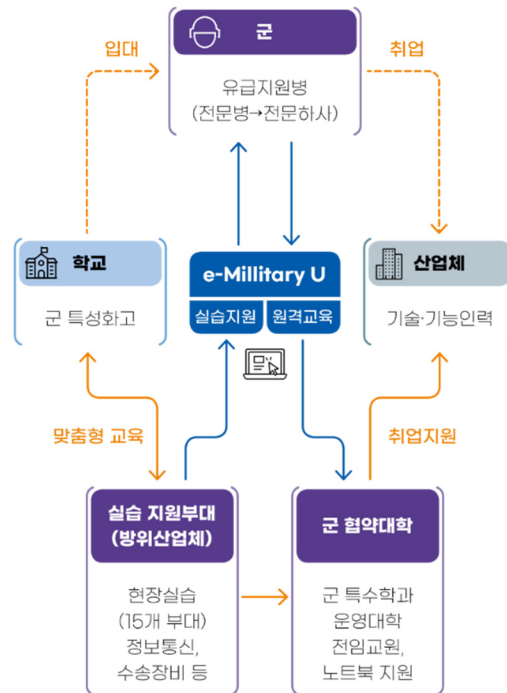 군
입대
취업
유급지원병
(전문병→전문하사)
학교
군 특성화고
e-Millitary U
실습지원
원격교육
산업체
기술·기능인력
맞춤형 교육
취업지원
실습 지원부대
(방위산업체)
현장실습
(15개 부대)
정보통신,
수송장비 등
군 협약대학
군 특수학과
운영대학
전임교원,
노트북 지원